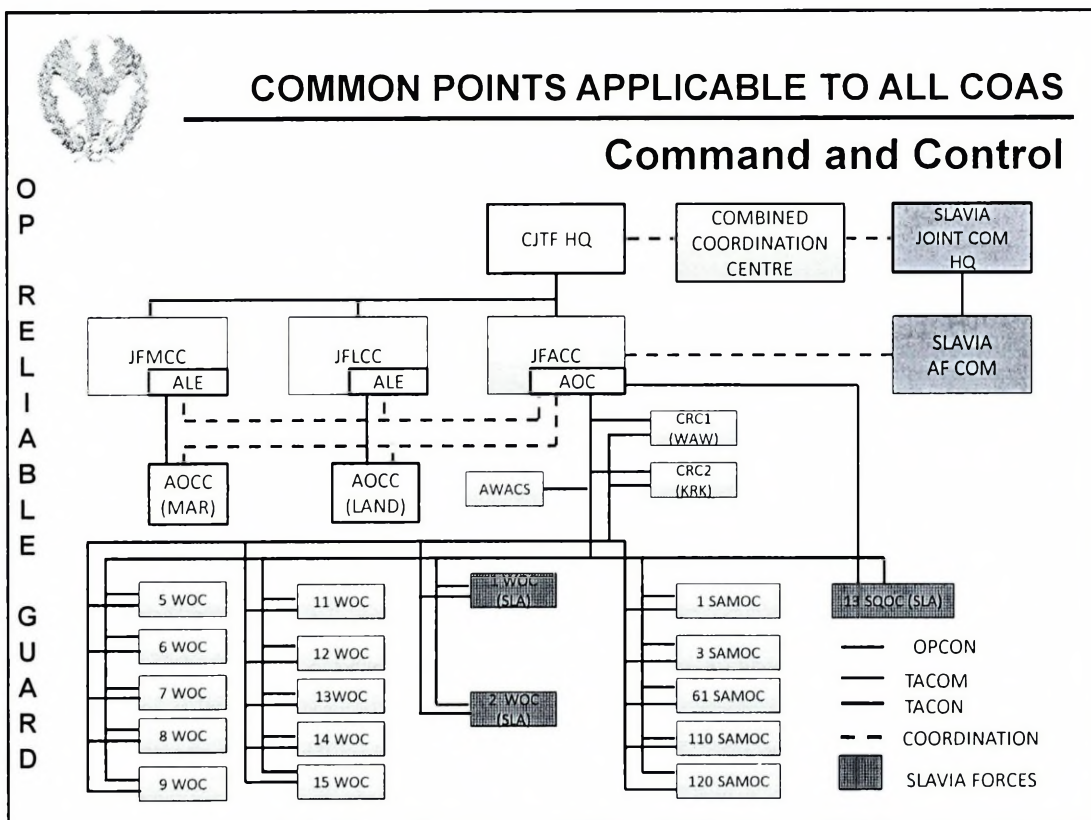 COMMON POINTS APPLICABLE TO ALL COAS
Command and Control
OP RELIABLE GUARD
CJTF HQ
COMBINED
COORDINATION
CENTRE
SLAVIA
JOINT COM
HQ
JFMCC
ALE
JFLCC
ALE
JFACC
AOC
SLAVIA
AF COM
CRC1
(WAW)
CRC2
(KRK)
AWACS
AOCC
(MAR)
AOCC
(LAND)
5 WOC
6 WOC
7 WOC
8 WOC
9 WOC
11 WOC
12 WOC
13WOC
14 WOC
15 WOC
1 WOC
(SLA)
2 WOC
(SLA)
1 SAMOC
3 SAMOC
61 SAMOC
110 SAMOC
120 SAMOC
13 SQOC (SLA)
OPCON
TACOM
TACON
COORDINATION
SLAVIA FORCES